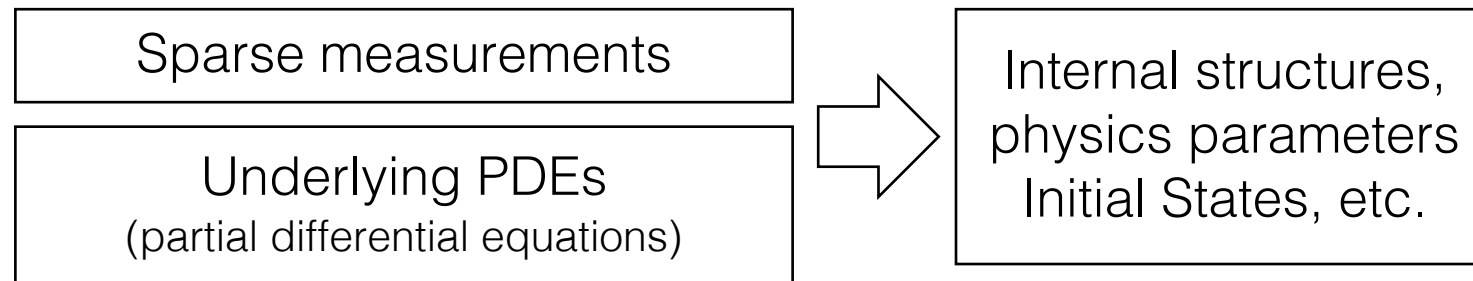 Sparse measurements
Underlying PDEs
(partial differential equations)
Internal structures,
physics parameters
Initial States, etc.